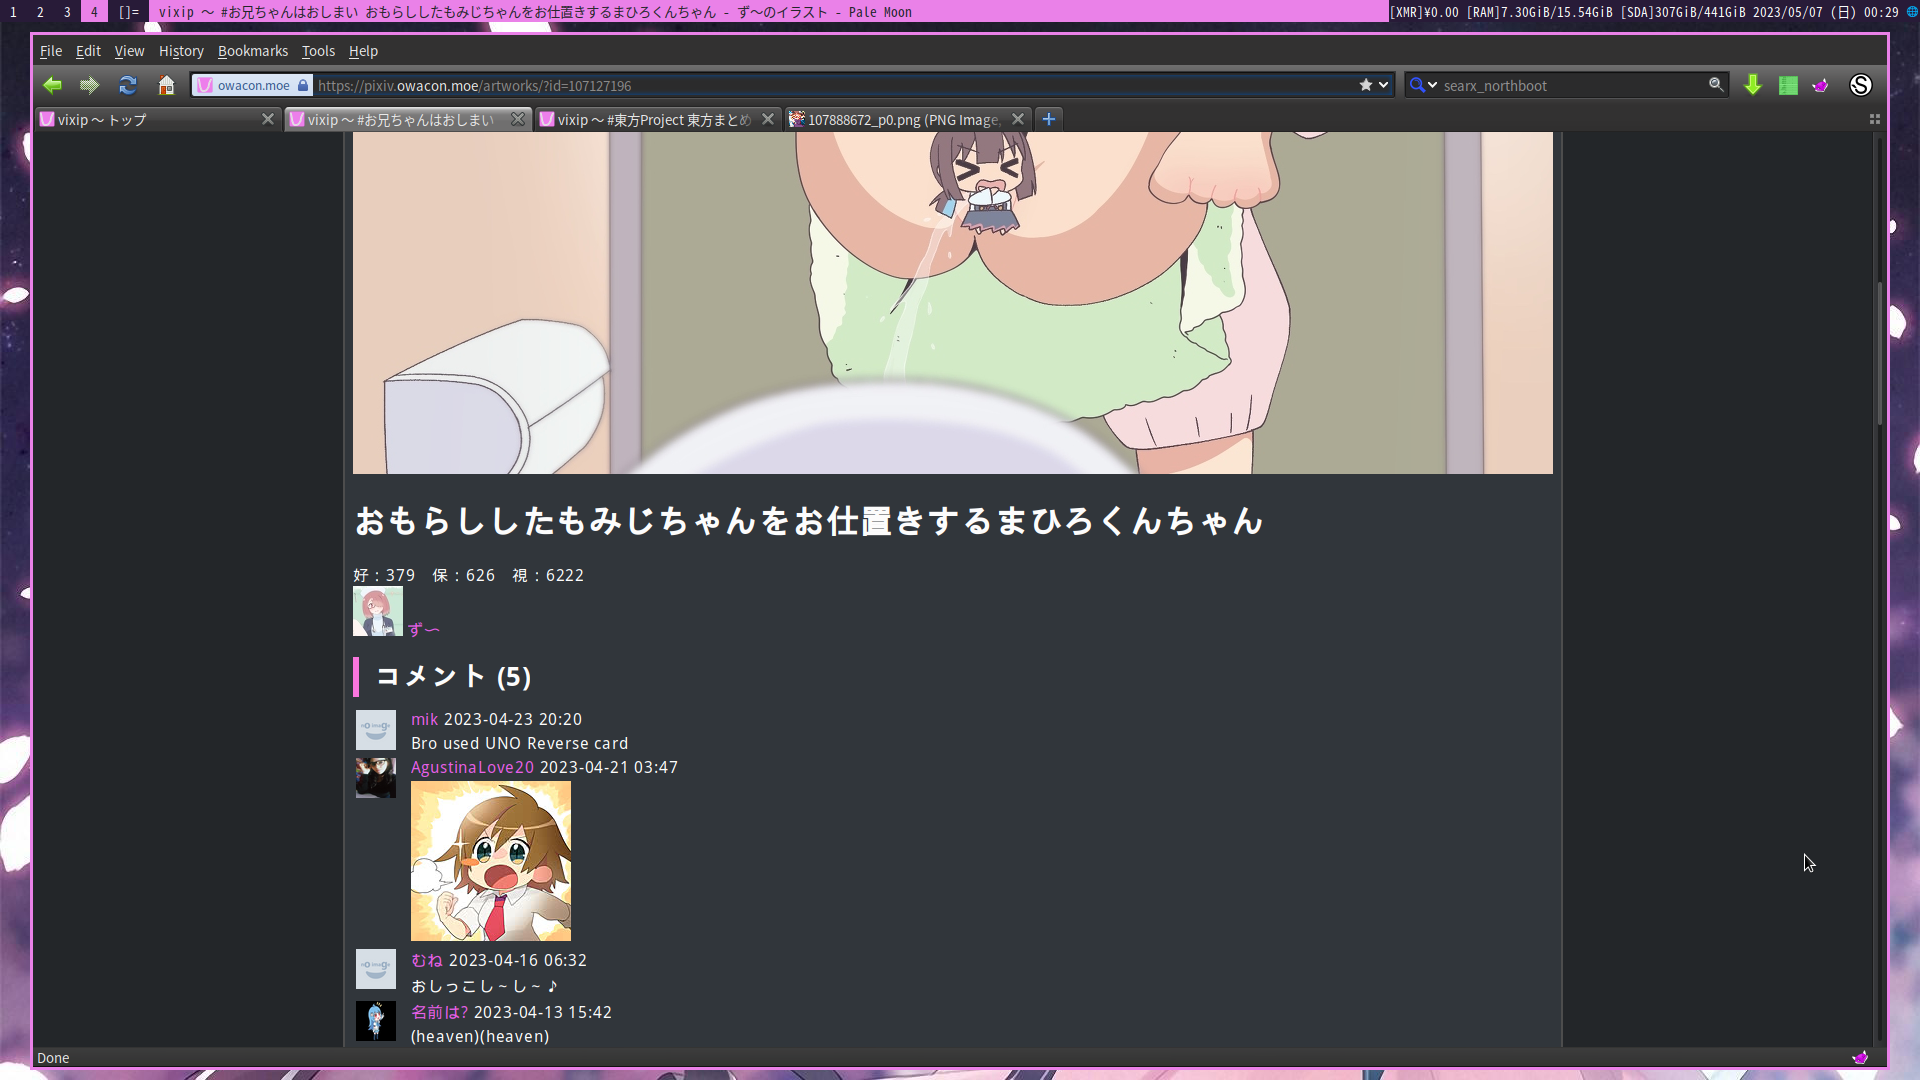 1 2 3 4 []= vixip ～ #お兄ちゃんはおしまい おもらししたもみじちゃんをお仕置きするまひろくんちゃん - ず～のイラスト - Pale Moon [XMR]¥0.00 [RAM]7.30GiB/15.54GiB [SDA]307GiB/441GiB 2023/05/07 (日) 00:29
File Edit View History Bookmarks Tools Help
owacon.moe https://pixiv.owacon.moe/artworks/?id=107127196 searx_northboot
vixip ～ トップ vixip ～ #お兄ちゃんはおしまい vixip ～ #東方Project 東方まとめ 107888672_p0.png (PNG Image,
おもらししたもみじちゃんをお仕置きするまひろくんちゃん
好：379 保：626 視：6222
ず～
コメント (5)
mik 2023-04-23 20:20
Bro used UNO Reverse card
AgustinaLove20 2023-04-21 03:47
むね 2023-04-16 06:32
おしっこし～し～♪
名前は? 2023-04-13 15:42
(heaven)(heaven)
Done